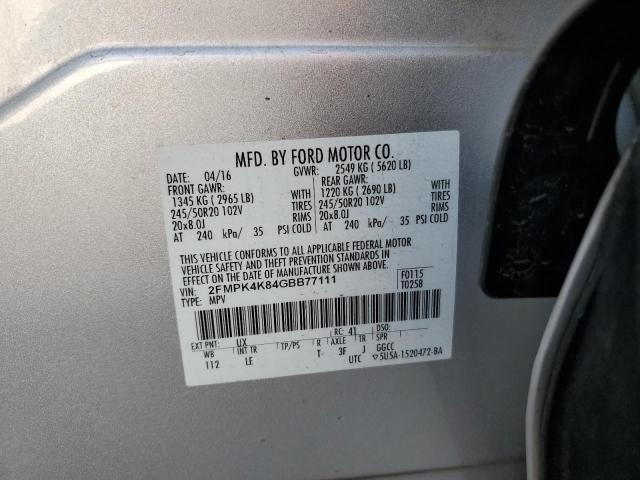 MFD. BY FORD MOTOR CO.
DATE: 04/16 GVWR: 2549 KG ( 5620 LB)
FRONT GAWR: REAR GAWR:
1345 KG ( 2965 LB) WITH 1220 KG ( 2690 LB) WITH
245/50R20 102V TIRES 245/50R20 102V TIRES
20x8.0J RIMS 20x8.0J RIMS
AT 240 kPa/ 35 PSI COLD AT 240 kPa/ 35 PSI COLD
THIS VEHICLE CONFORMS TO ALL APPLICABLE FEDERAL MOTOR
VEHICLE SAFETY, BUMPER AND THEFT PREVENTION STANDARDS IN
EFFECT ON THE DATE OF MANUFACTURE SHOWN ABOVE.
VIN: 2FMPK4K84GBB77111 F0115
TYPE: MPV T0258
EXT PNT: UX RC: 41 DSO:
WB INT TR TP/PS R AXLE TR SPR
112 LE T 3F J GGCC
UTC ▽5U5A-1520472-BA